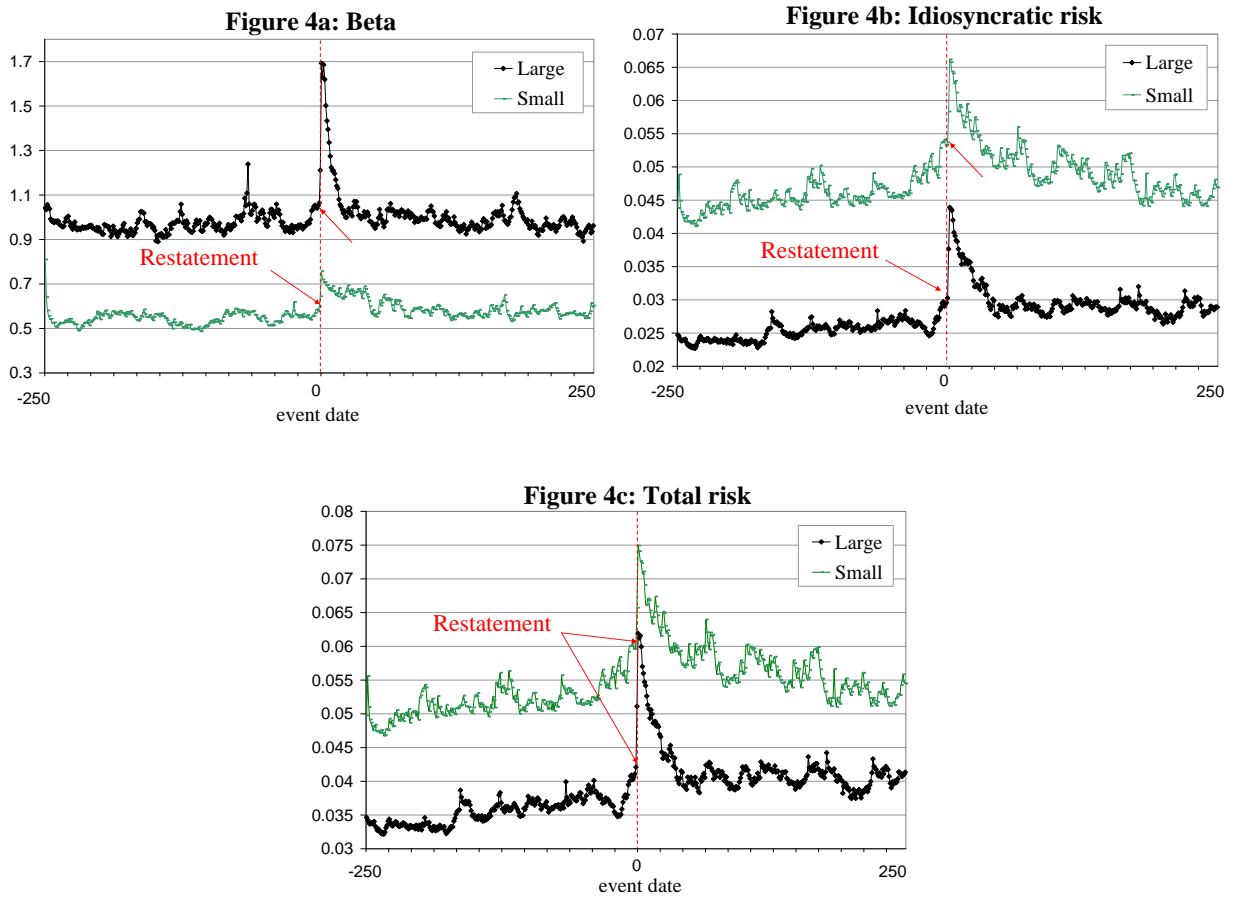 Figure 4a: Beta
1.7
1.5
1.3
1.1
0.9
0.7
0.5
0.3
Large
Small
Restatement
-250
0
250
event date
Figure 4b: Idiosyncratic risk
0.07
0.065
0.06
0.055
0.05
0.045
0.04
0.035
0.03
0.025
0.02
Large
Small
Restatement
-250
0
250
event date
Figure 4c: Total risk
0.08
0.075
0.07
0.065
0.06
0.055
0.05
0.045
0.04
0.035
0.03
Large
Small
Restatement
-250
0
250
event date